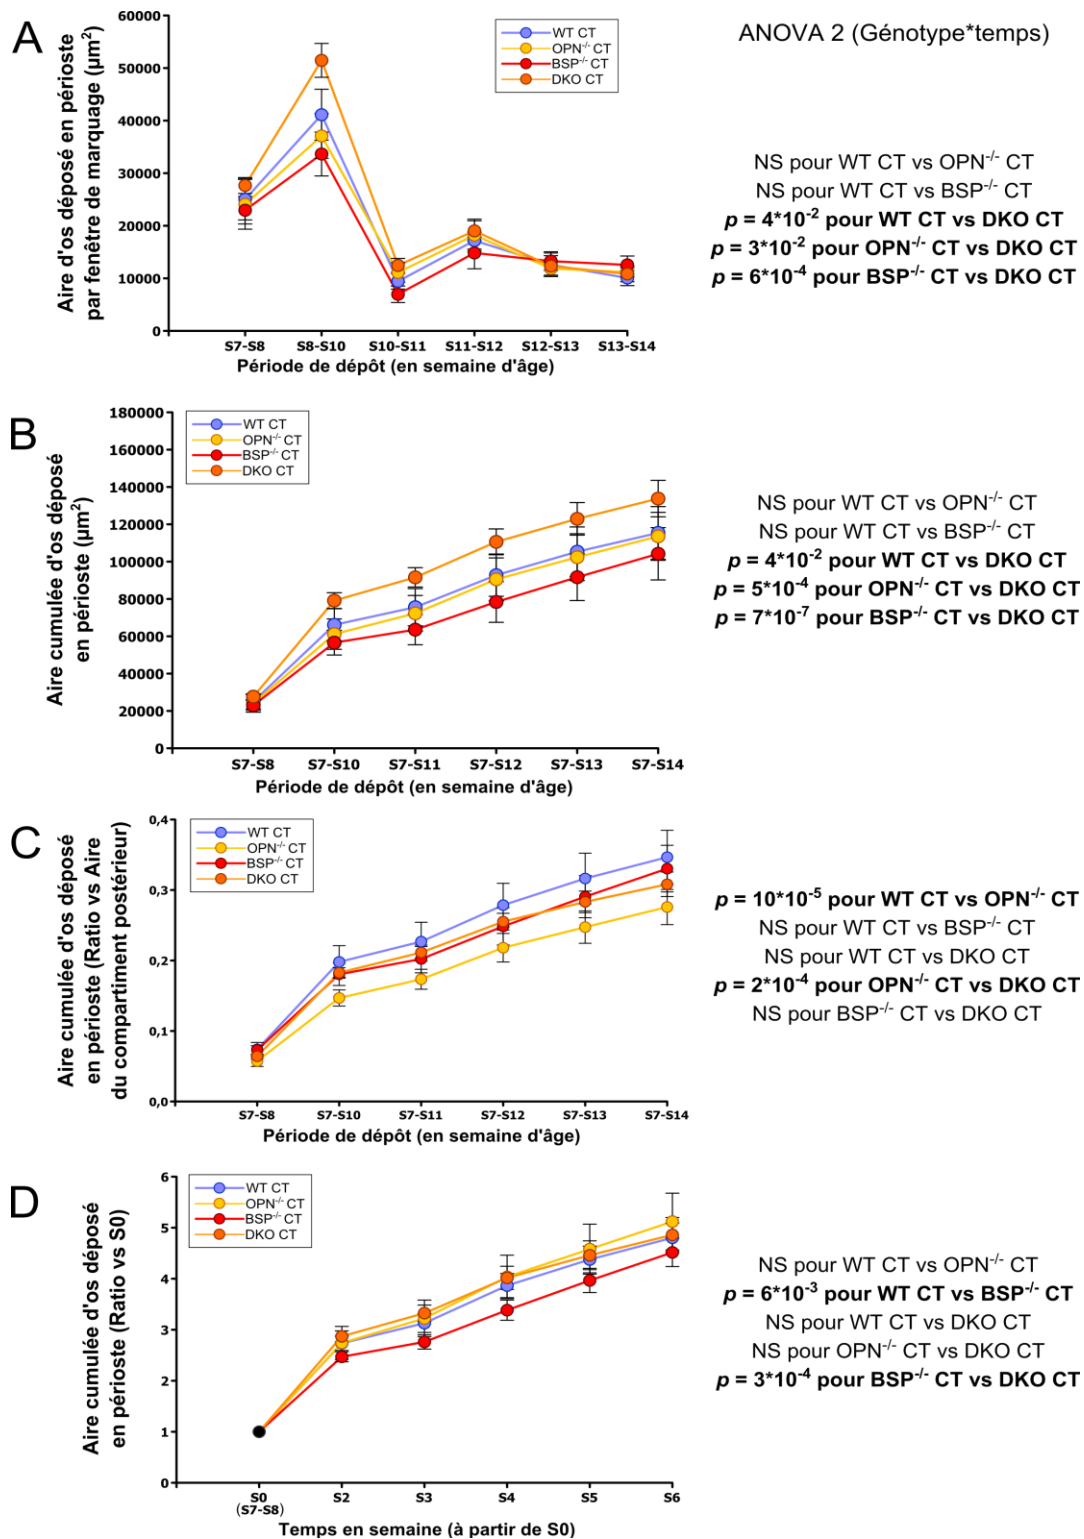 A
Aire d'os déposé en périoste
par fenêtre de marquage (µm²)
60000
50000
40000
30000
20000
10000
0
WT CT
OPN⁻/⁻ CT
BSP⁻/⁻ CT
DKO CT
S7-S8 S8-S10 S10-S11 S11-S12 S12-S13 S13-S14
Période de dépôt (en semaine d'âge)
ANOVA 2 (Génotype*temps)
NS pour WT CT vs OPN⁻/⁻ CT
NS pour WT CT vs BSP⁻/⁻ CT
p = 4*10⁻² pour WT CT vs DKO CT
p = 3*10⁻² pour OPN⁻/⁻ CT vs DKO CT
p = 6*10⁻⁴ pour BSP⁻/⁻ CT vs DKO CT
B
Aire cumulée d'os déposé
en périoste (µm²)
180000
160000
140000
120000
100000
80000
60000
40000
20000
0
WT CT
OPN⁻/⁻ CT
BSP⁻/⁻ CT
DKO CT
S7-S8 S7-S10 S7-S11 S7-S12 S7-S13 S7-S14
Période de dépôt (en semaine d'âge)
NS pour WT CT vs OPN⁻/⁻ CT
NS pour WT CT vs BSP⁻/⁻ CT
p = 4*10⁻² pour WT CT vs DKO CT
p = 5*10⁻⁴ pour OPN⁻/⁻ CT vs DKO CT
p = 7*10⁻⁷ pour BSP⁻/⁻ CT vs DKO CT
C
Aire cumulée d'os déposé
en périoste (Ratio vs Aire
du compartiment postérieur)
0,4
0,3
0,2
0,1
0,0
WT CT
OPN⁻/⁻ CT
BSP⁻/⁻ CT
DKO CT
S7-S8 S7-S10 S7-S11 S7-S12 S7-S13 S7-S14
Période de dépôt (en semaine d'âge)
p = 10*10⁻⁵ pour WT CT vs OPN⁻/⁻ CT
NS pour WT CT vs BSP⁻/⁻ CT
NS pour WT CT vs DKO CT
p = 2*10⁻⁴ pour OPN⁻/⁻ CT vs DKO CT
NS pour BSP⁻/⁻ CT vs DKO CT
D
Aire cumulée d'os déposé
en périoste (Ratio vs S0)
6
5
4
3
2
1
0
WT CT
OPN⁻/⁻ CT
BSP⁻/⁻ CT
DKO CT
S0 S2 S3 S4 S5 S6
(S7-S8)
Temps en semaine (à partir de S0)
NS pour WT CT vs OPN⁻/⁻ CT
p = 6*10⁻³ pour WT CT vs BSP⁻/⁻ CT
NS pour WT CT vs DKO CT
NS pour OPN⁻/⁻ CT vs DKO CT
p = 3*10⁻⁴ pour BSP⁻/⁻ CT vs DKO CT